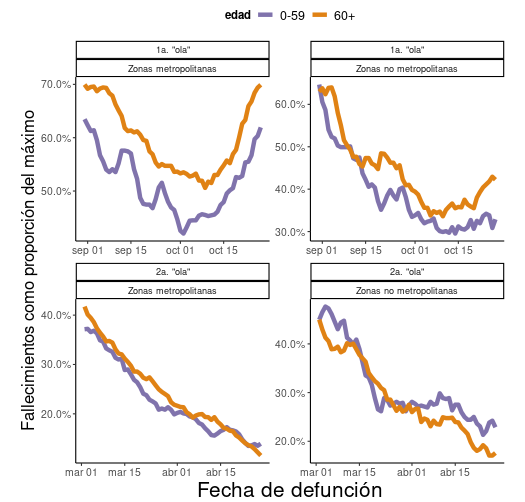 edad 0-59 60+
1a. "ola" 1a. "ola"
Zonas metropolitanas Zonas no metropolitanas
70.0%
60.0%
50.0%
60.0%
50.0%
40.0%
30.0%
sep 01 sep 15 oct 01 oct 15
sep 01 sep 15 oct 01 oct 15
2a. "ola" 2a. "ola"
Zonas metropolitanas Zonas no metropolitanas
40.0%
30.0%
20.0%
40.0%
30.0%
20.0%
mar 01 mar 15 abr 01 abr 15
mar 01 mar 15 abr 01 abr 15
Fallecimientos como proporción del máximo
Fecha de defunción